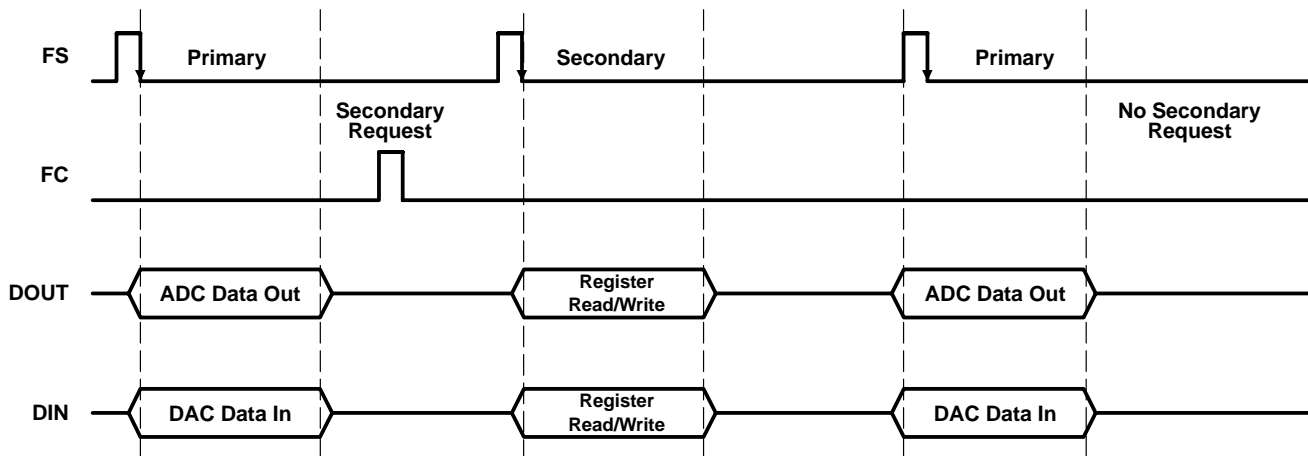 FS
Primary
Secondary
Primary
Secondary
Request
No Secondary
Request
FC
DOUT
ADC Data Out
Register
Read/Write
ADC Data Out
DIN
DAC Data In
Register
Read/Write
DAC Data In